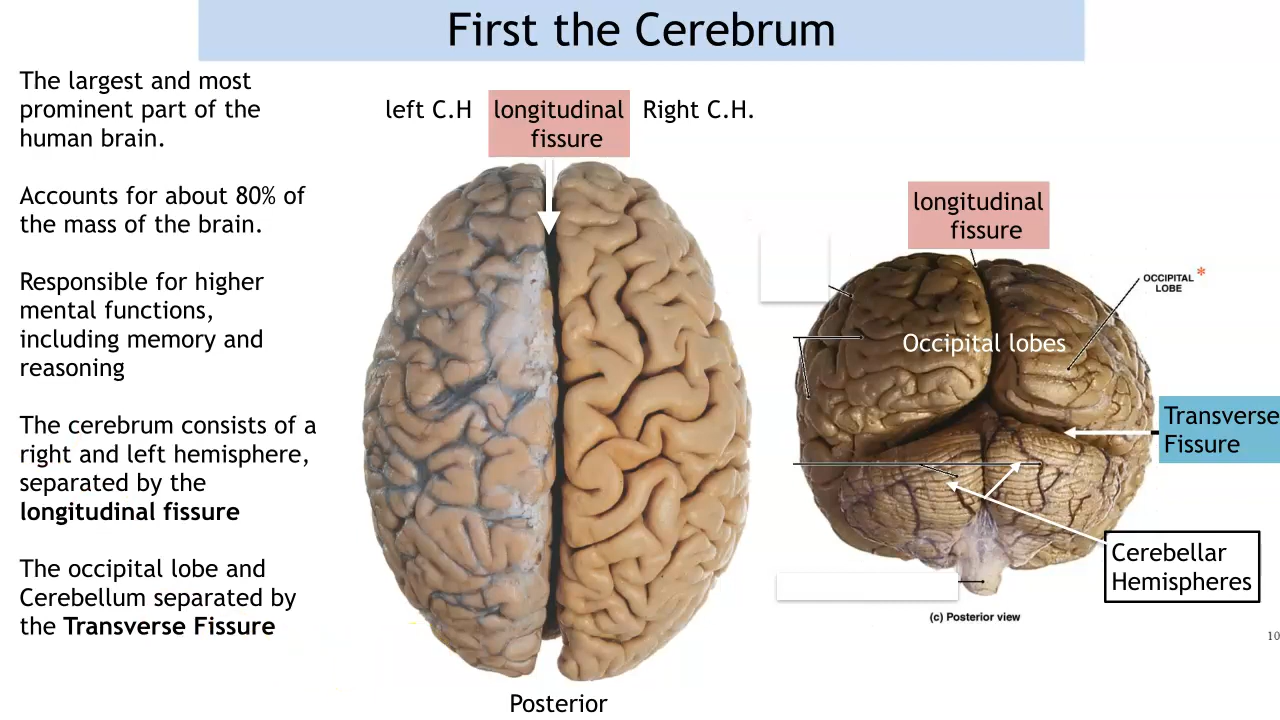 First the Cerebrum
The largest and most
prominent part of the
human brain.
Accounts for about 80% of
the mass of the brain.
Responsible for higher
mental functions,
including memory and
reasoning
The cerebrum consists of a
right and left hemisphere,
separated by the
longitudinal fissure
The occipital lobe and
Cerebellum separated by
the Transverse Fissure
left C.H
longitudinal
fissure
Right C.H.
Posterior
longitudinal
fissure
OCCIPITAL *
LOBE
Occipital lobes
Transverse
Fissure
Cerebellar
Hemispheres
(c) Posterior view
10